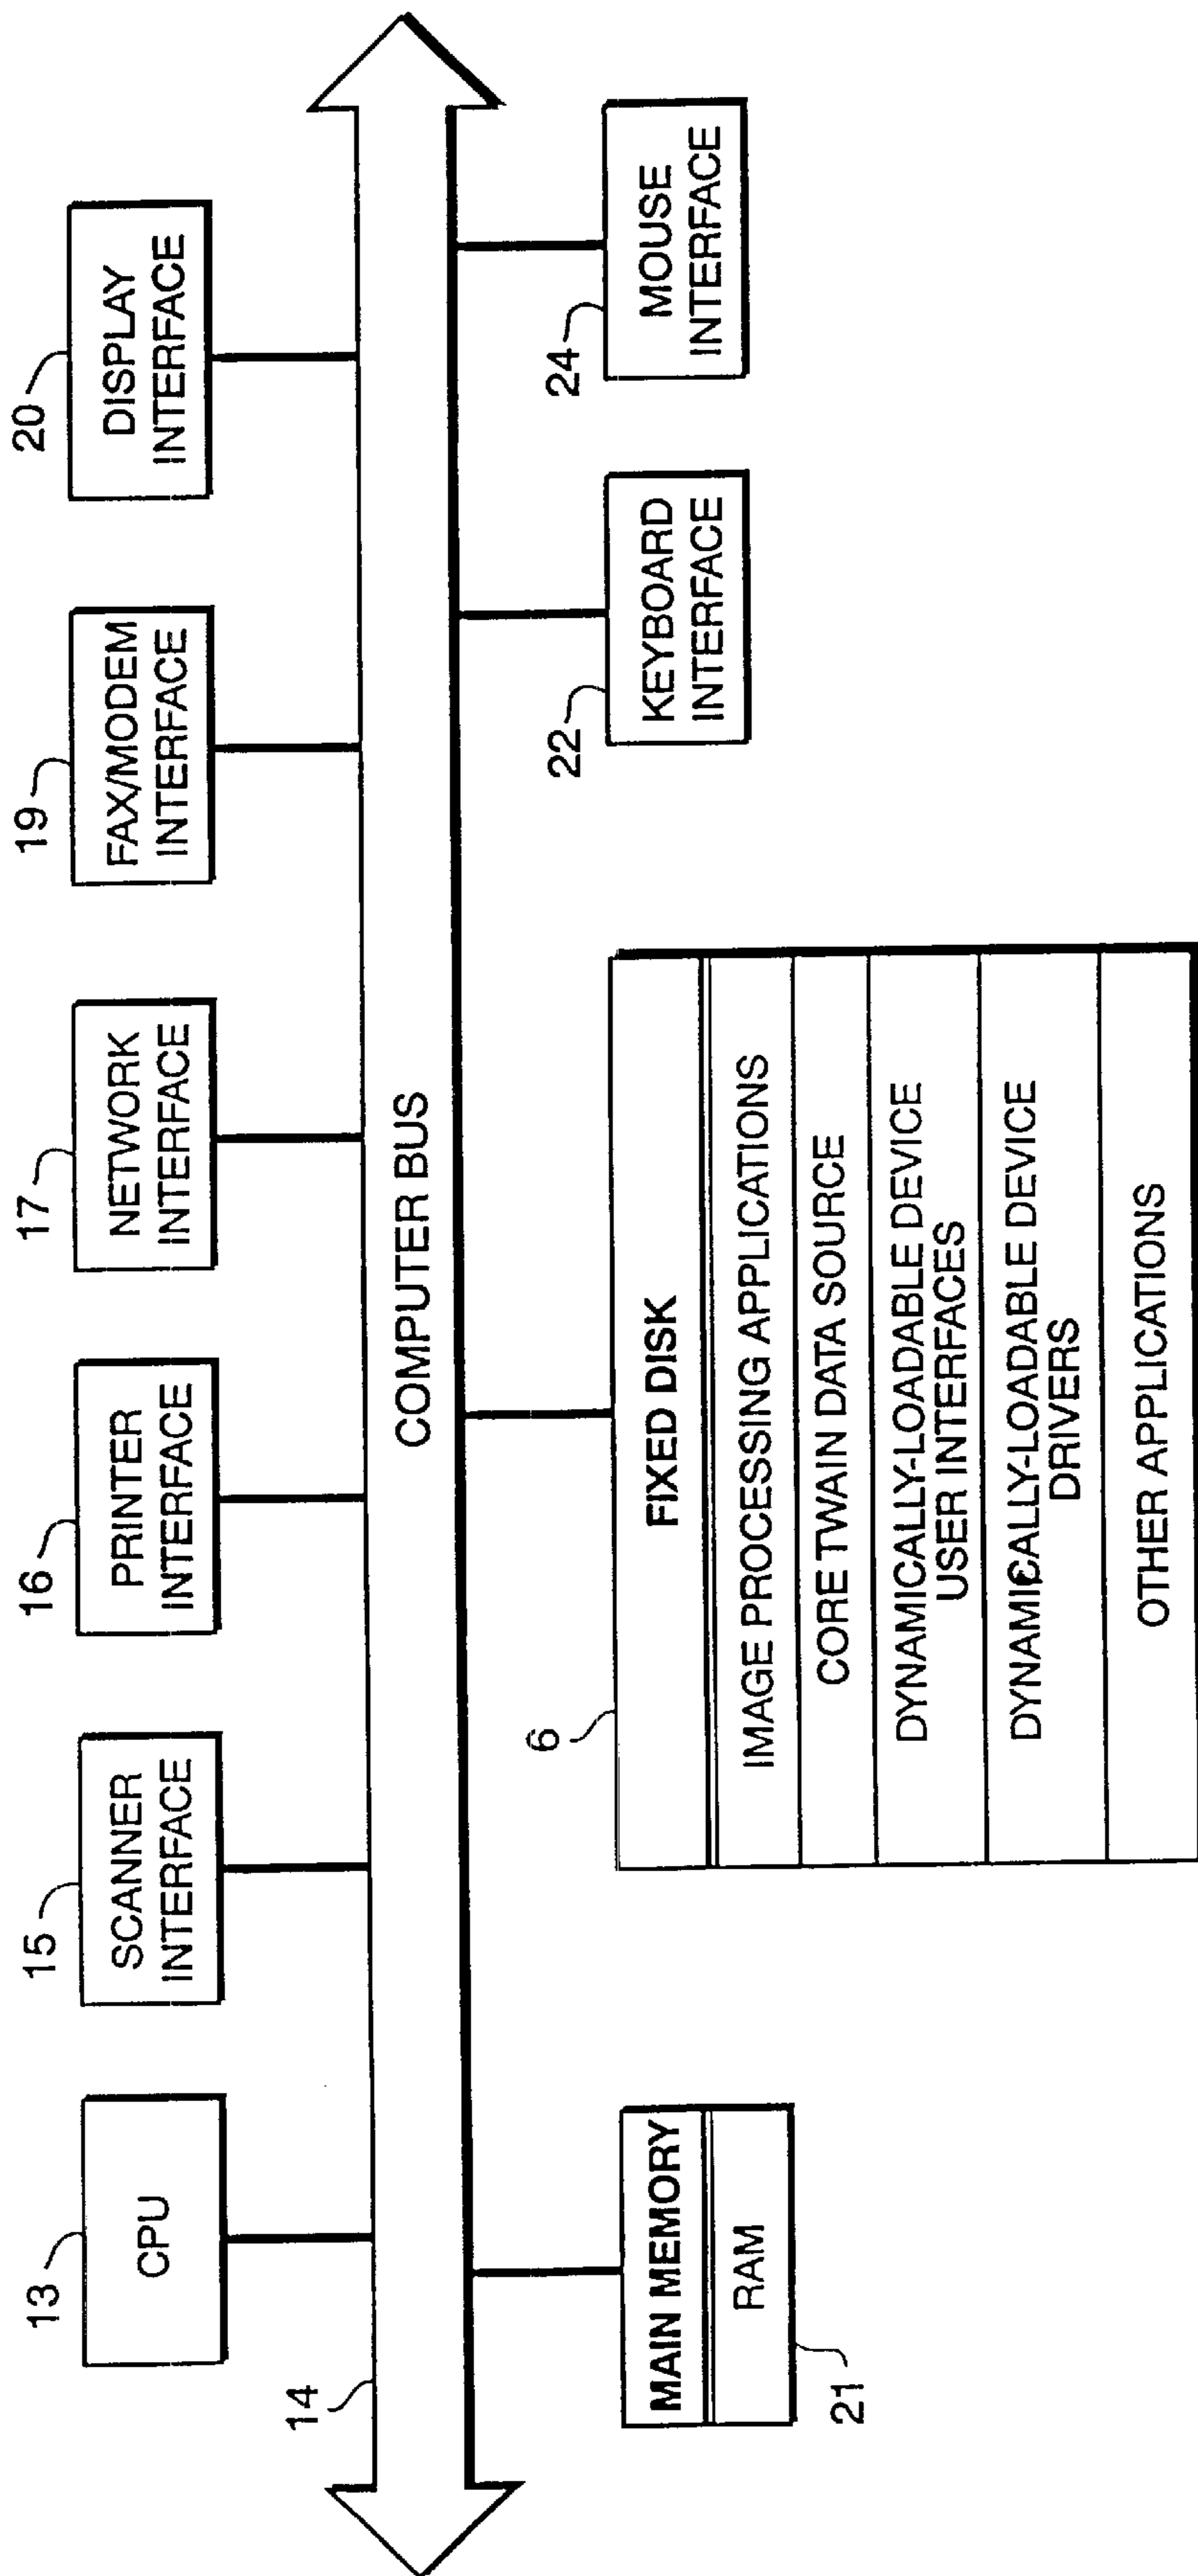 13
CPU
15
SCANNER
INTERFACE
16
PRINTER
INTERFACE
17
NETWORK
INTERFACE
19
FAX/MODEM
INTERFACE
20
DISPLAY
INTERFACE
14
COMPUTER BUS
21
MAIN MEMORY
RAM
6
FIXED DISK
IMAGE PROCESSING APPLICATIONS
CORE TWAIN DATA SOURCE
DYNAMICALLY-LOADABLE DEVICE
USER INTERFACES
DYNAMICALLY-LOADABLE DEVICE
DRIVERS
OTHER APPLICATIONS
22
KEYBOARD
INTERFACE
24
MOUSE
INTERFACE